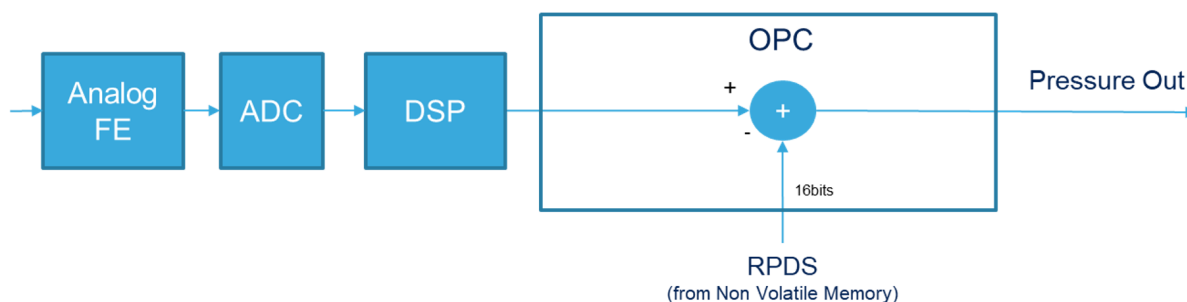 OPC
Analog
FE
ADC
DSP
+
-
+
Pressure Out
16bits
RPDS
(from Non Volatile Memory)